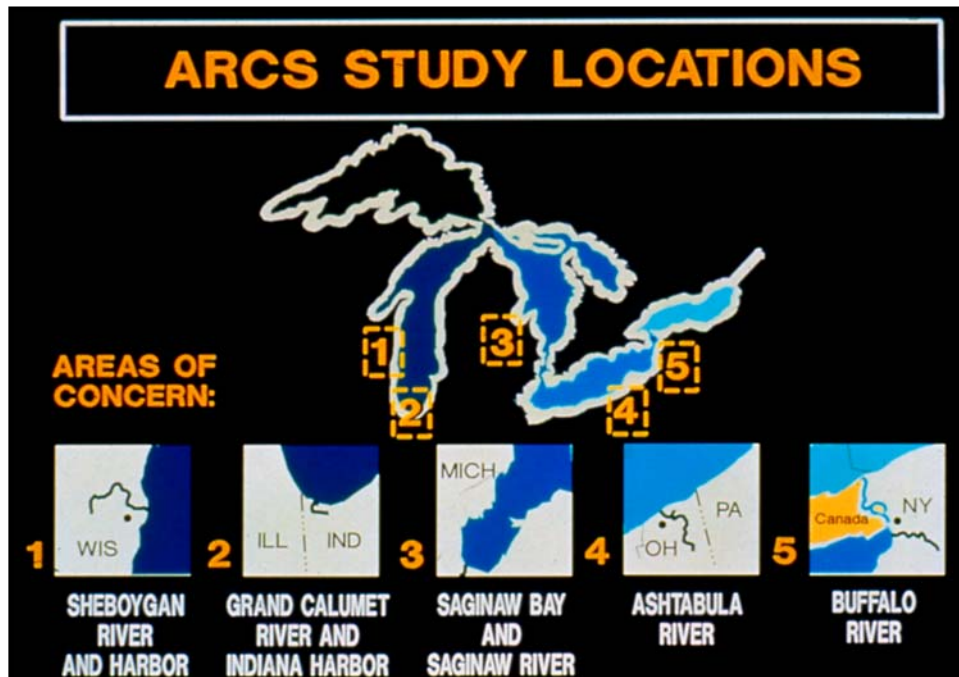 ARCS STUDY LOCATIONS
1
2
3
4
5
AREAS OF
CONCERN:
WIS
1
SHEBOYGAN
RIVER
AND HARBOR
ILL IND
2
GRAND CALUMET
RIVER AND
INDIANA HARBOR
MICH
3
SAGINAW BAY
AND
SAGINAW RIVER
PA
OH
4
ASHTABULA
RIVER
NY
Canada
5
BUFFALO
RIVER